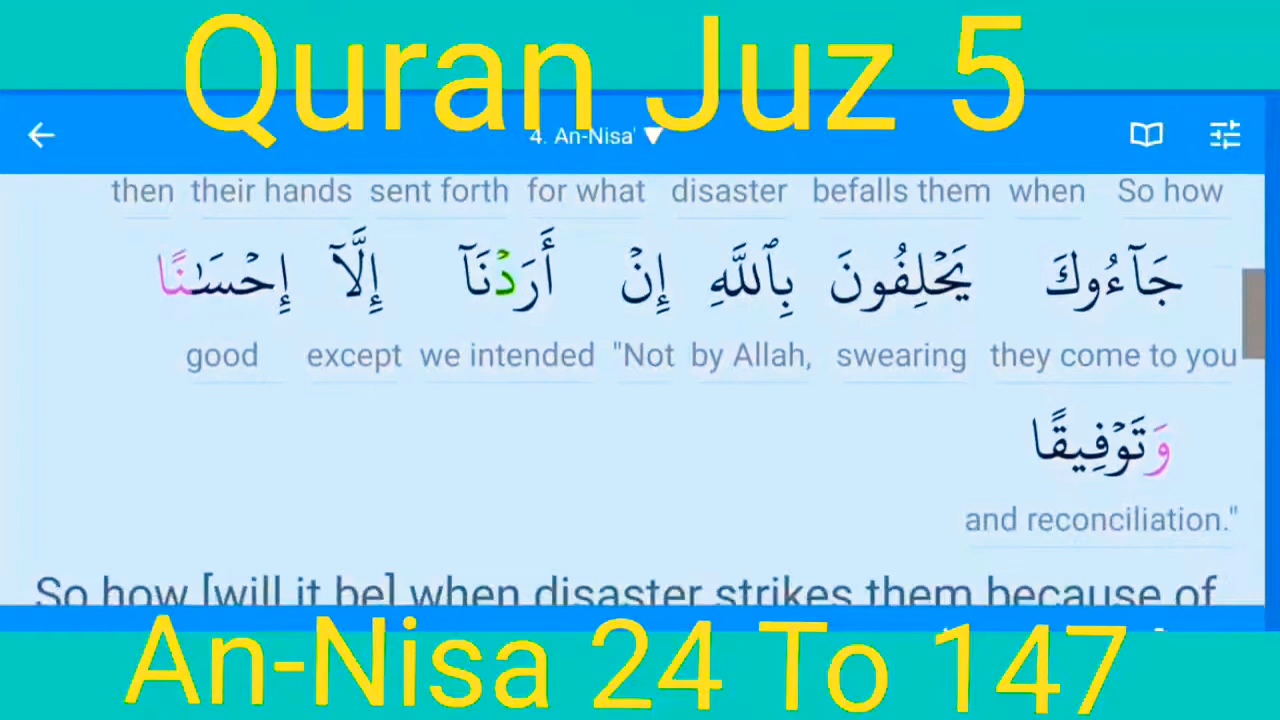 Quran Juz 5
4. An-Nisa' ▼
then their hands sent forth for what disaster befalls them when So how
جَآءُوكَ يَحْلِفُونَ بِٱللَّهِ إِنْ أَرَدْنَآ إِلَّآ إِحْسَـٰنًا
good except we intended "Not by Allah, swearing they come to you
وَتَوْفِيقًا
and reconciliation."
So how [will it be] when disaster strikes them because of
An-Nisa 24 To 147